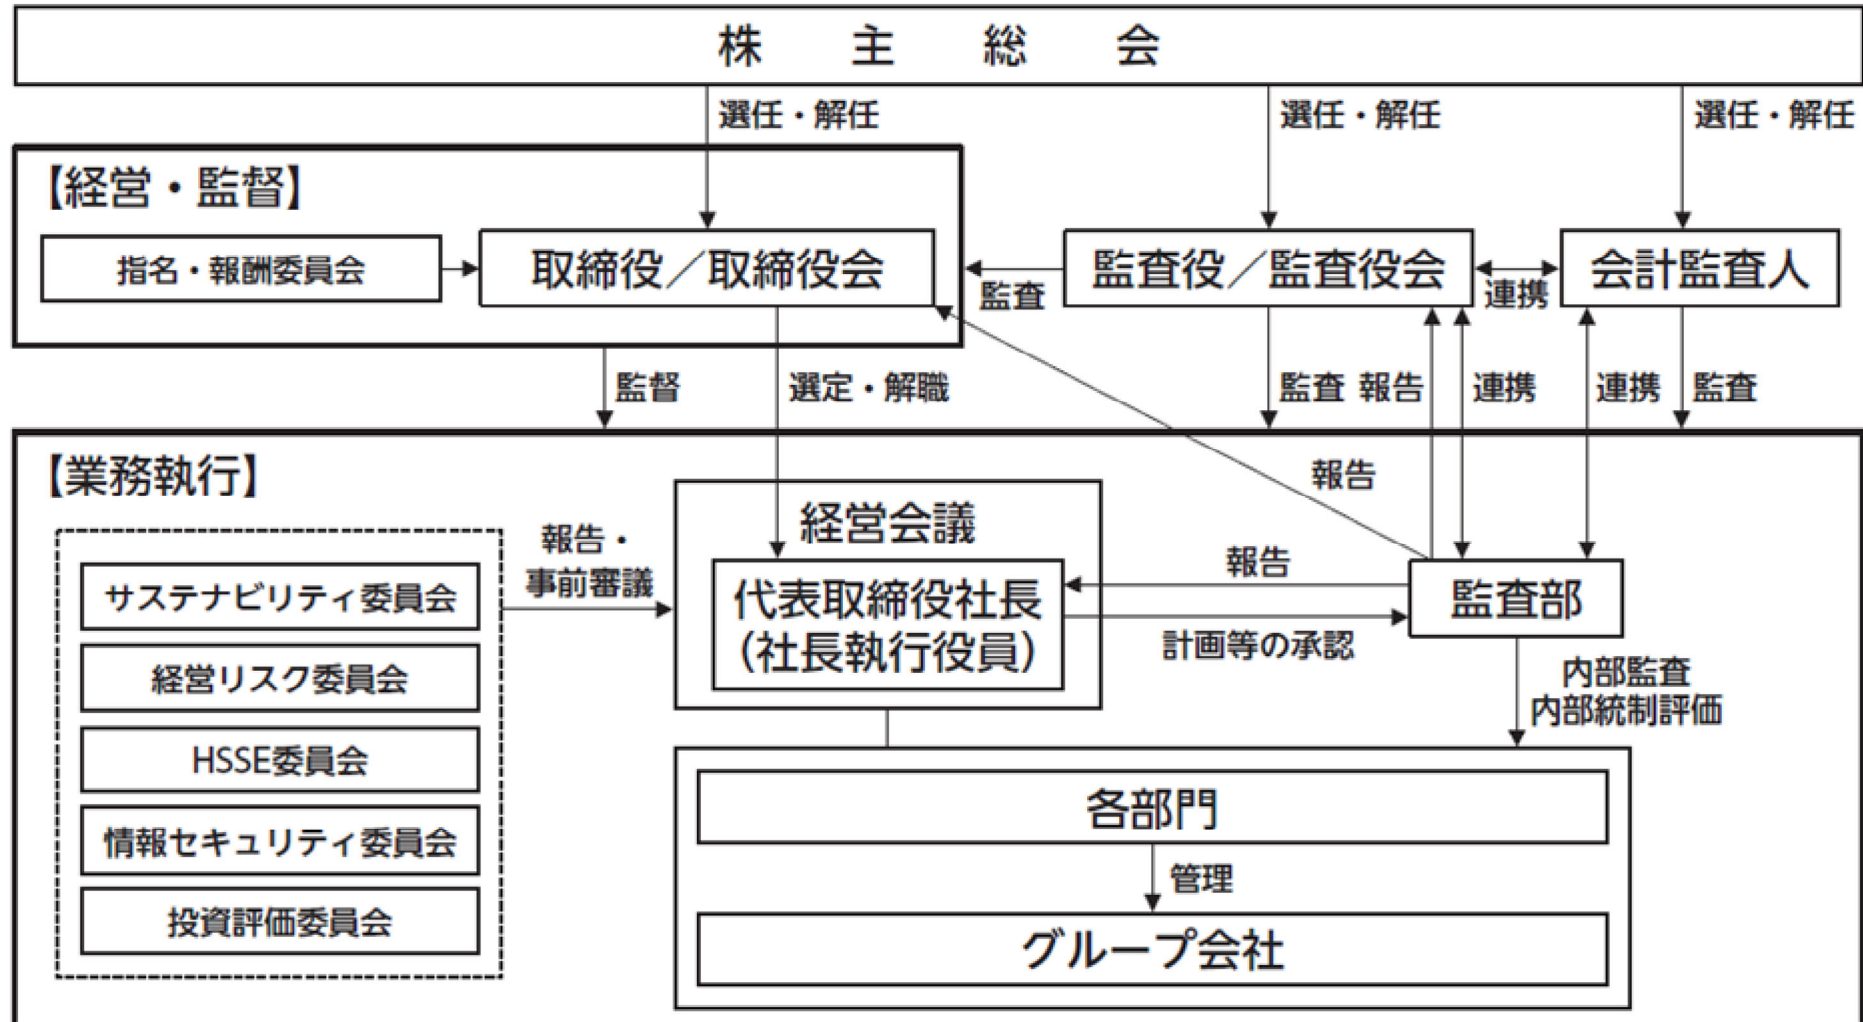 株主総会
選任・解任
選任・解任
選任・解任
【経営・監督】
指名・報酬委員会
取締役／取締役会
監査
監査役／監査役会
連携
会計監査人
監督
選定・解職
監査
報告
連携
連携
監査
【業務執行】
報告
報告・
事前審議
サステナビリティ委員会
経営リスク委員会
HSSE委員会
情報セキュリティ委員会
投資評価委員会
経営会議
代表取締役社長
（社長執行役員）
報告
計画等の承認
監査部
内部監査
内部統制評価
各部門
管理
グループ会社